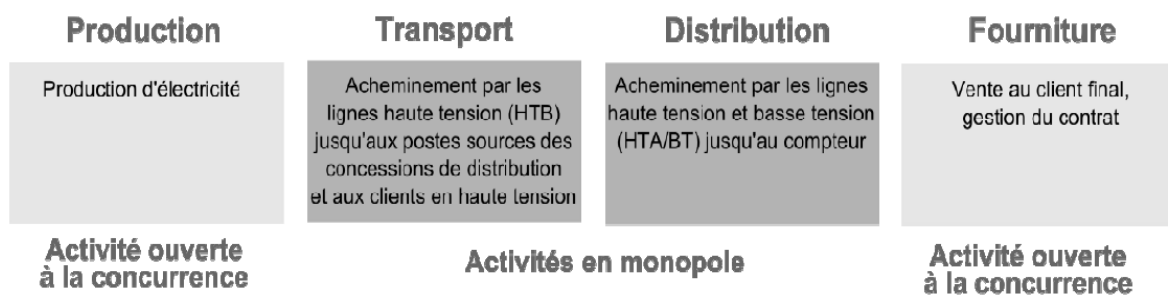 Production
Production d'électricité
Activité ouverte
à la concurrence
Transport
Acheminement par les
lignes haute tension (HTB)
jusqu'aux postes sources des
concessions de distribution
et aux clients en haute tension
Distribution
Acheminement par les lignes
haute tension et basse tension
(HTA/BT) jusqu'au compteur
Activités en monopole
Fourniture
Vente au client final,
gestion du contrat
Activité ouverte
à la concurrence